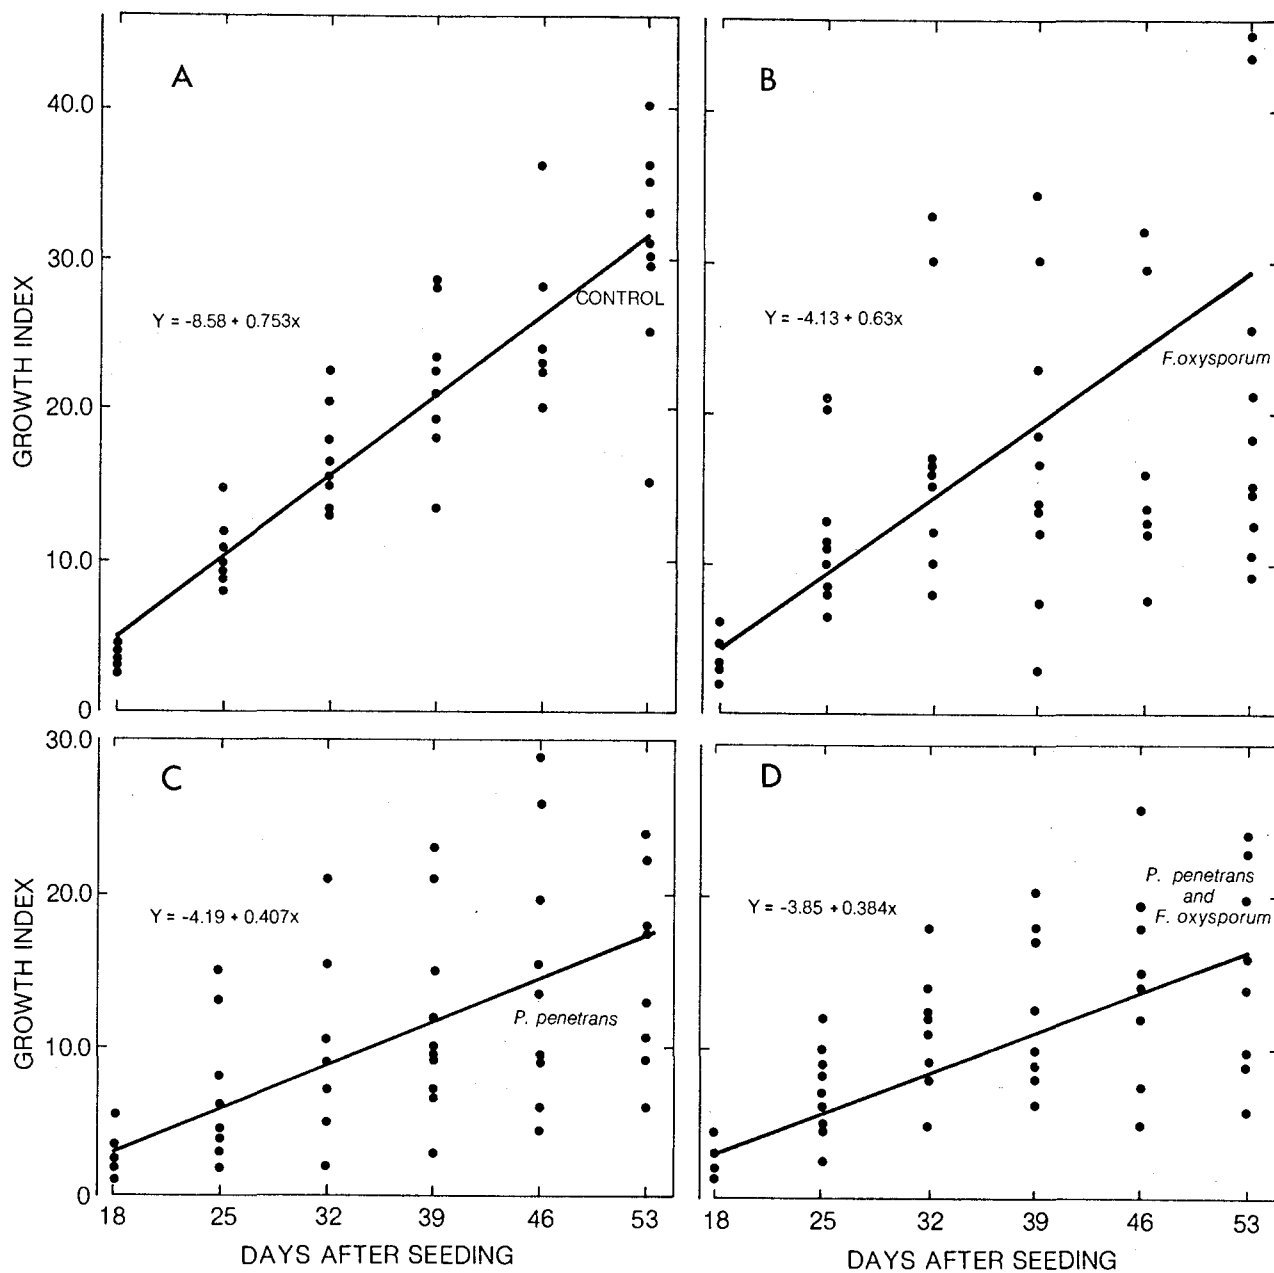 A
B
40.0
30.0
20.0
10.0
0
GROWTH INDEX
Y = -8.58 + 0.753x
CONTROL
Y = -4.13 + 0.63x
F.oxysporum
C
D
30.0
20.0
10.0
0
GROWTH INDEX
Y = -4.19 + 0.407x
P. penetrans
Y = -3.85 + 0.384x
P. penetrans
and
F. oxysporum
18 25 32 39 46 53
DAYS AFTER SEEDING
18 25 32 39 46 53
DAYS AFTER SEEDING